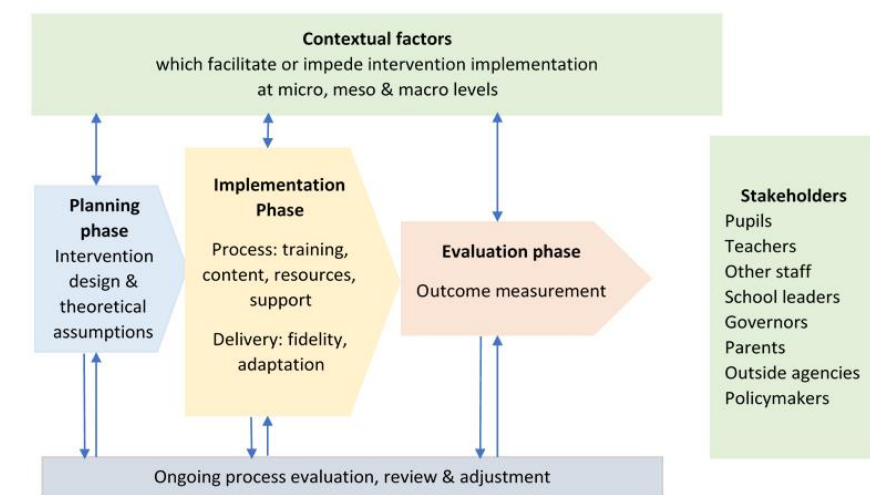 Contextual factors
which facilitate or impede intervention implementation
at micro, meso & macro levels
Planning
phase
Intervention
design &
theoretical
assumptions
Implementation
Phase
Process: training,
content, resources,
support
Delivery: fidelity,
adaptation
Evaluation phase
Outcome measurement
Stakeholders
Pupils
Teachers
Other staff
School leaders
Governors
Parents
Outside agencies
Policymakers
Ongoing process evaluation, review & adjustment